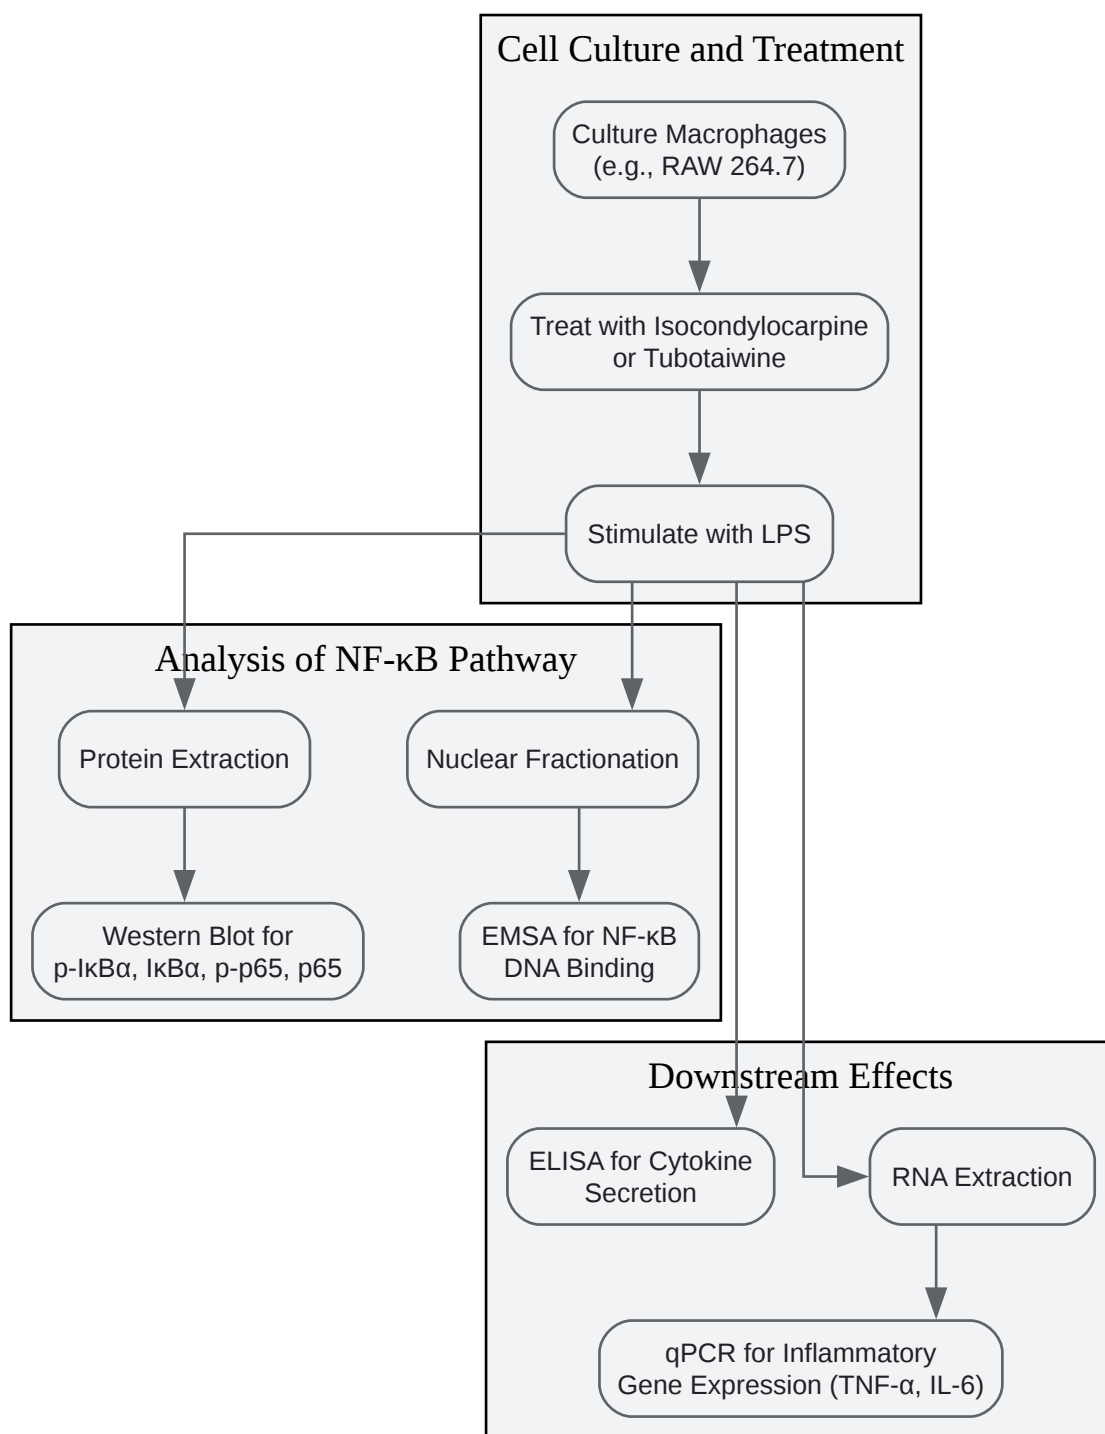 Cell Culture and Treatment
Culture Macrophages
(e.g., RAW 264.7)
Treat with Isocondylocarpine
or Tubotaiwine
Stimulate with LPS
Analysis of NF-κB Pathway
Protein Extraction
Nuclear Fractionation
Western Blot for
p-IκBα, IκBα, p-p65, p65
EMSA for NF-κB
DNA Binding
Downstream Effects
ELISA for Cytokine
Secretion
RNA Extraction
qPCR for Inflammatory
Gene Expression (TNF-α, IL-6)